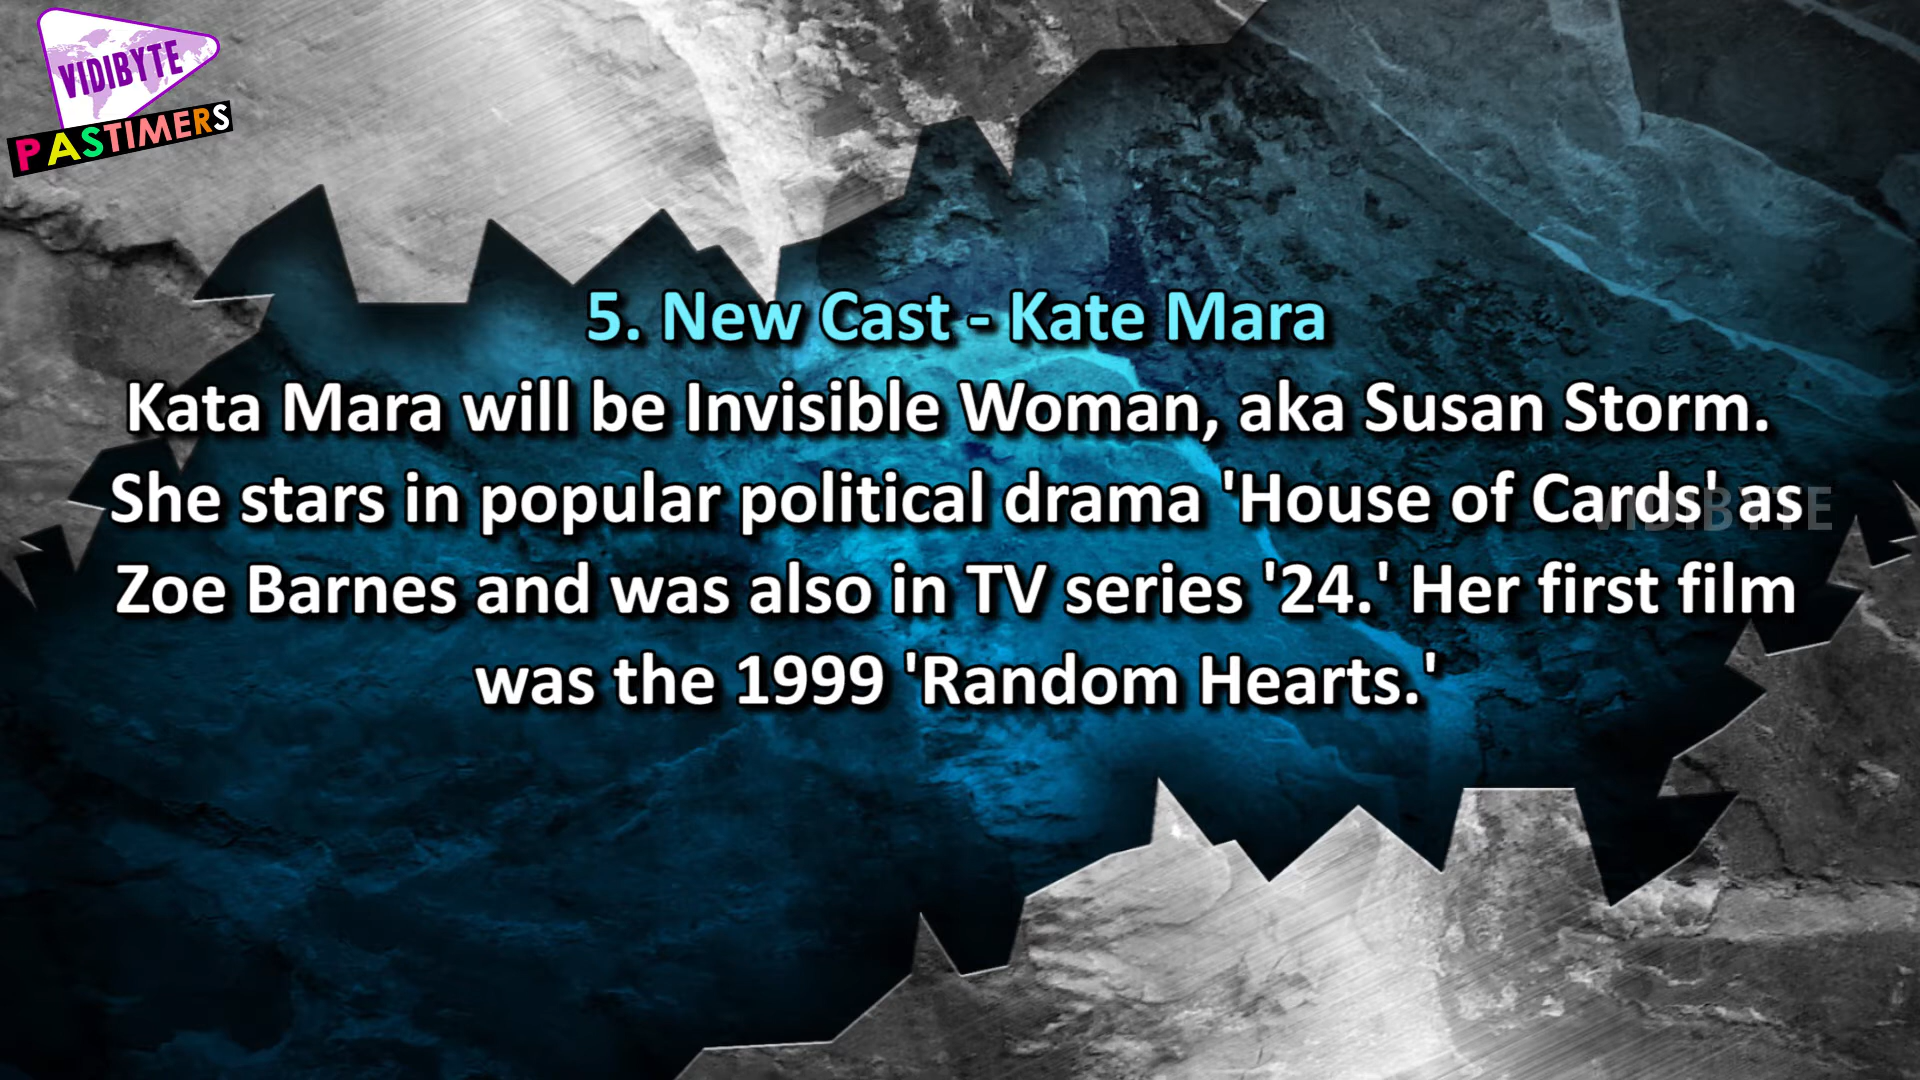 VIDIBYTE
PASTIMERS
5. New Cast - Kate Mara
Kata Mara will be Invisible Woman, aka Susan Storm.
She stars in popular political drama 'House of Cards' as
VIDIBYTE
Zoe Barnes and was also in TV series '24.' Her first film
was the 1999 'Random Hearts.'